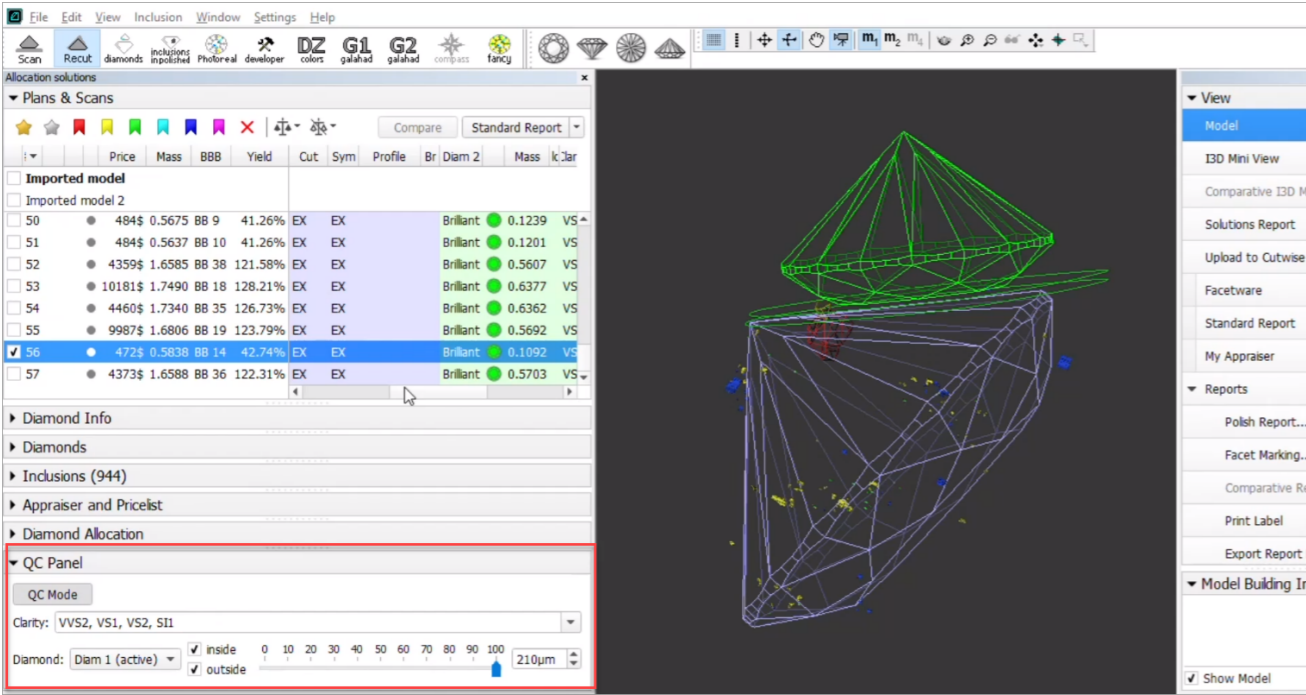 File Edit View Inclusion Window Settings Help
Scan Recut diamonds inclusions inpolished Photoreal developer DZ colors G1 galahad G2 galahad compass fancy m1 m2 m4
Allocation solutions x
Plans & Scans
Compare Standard Report
Price Mass BBB Yield Cut Sym Profile Br Diam 2 Mass
Imported model
Imported model 2
50 484$ 0.5675 BB 9 41.26% EX EX Brilliant 0.1239 VS
51 484$ 0.5637 BB 10 41.26% EX EX Brilliant 0.1201 VS
52 4359$ 1.6585 BB 38 121.58% EX EX Brilliant 0.5607 VS
53 10181$ 1.7490 BB 18 128.21% EX EX Brilliant 0.6377 VS
54 4460$ 1.7340 BB 35 126.73% EX EX Brilliant 0.6362 VS
55 9987$ 1.6806 BB 19 123.79% EX EX Brilliant 0.5692 VS
56 472$ 0.5838 BB 14 42.74% EX EX Brilliant 0.1092 VS
57 4373$ 1.6588 BB 36 122.31% EX EX Brilliant 0.5703 VS
Diamond Info
Diamonds
Inclusions (944)
Appraiser and Pricelist
Diamond Allocation
QC Panel
QC Mode
Clarity: VVS2, VS1, VS2, SI1
Diamond: Diam 1 (active) inside 0 10 20 30 40 50 60 70 80 90 100 210µm
outside
View
Model
I3D Mini View
Comparative I3D M
Solutions Report
Upload to Cutwise
Facetware
Standard Report
My Appraiser
Reports
Polish Report...
Facet Marking..
Comparative Re
Print Label
Export Report
Model Building In
Show Model